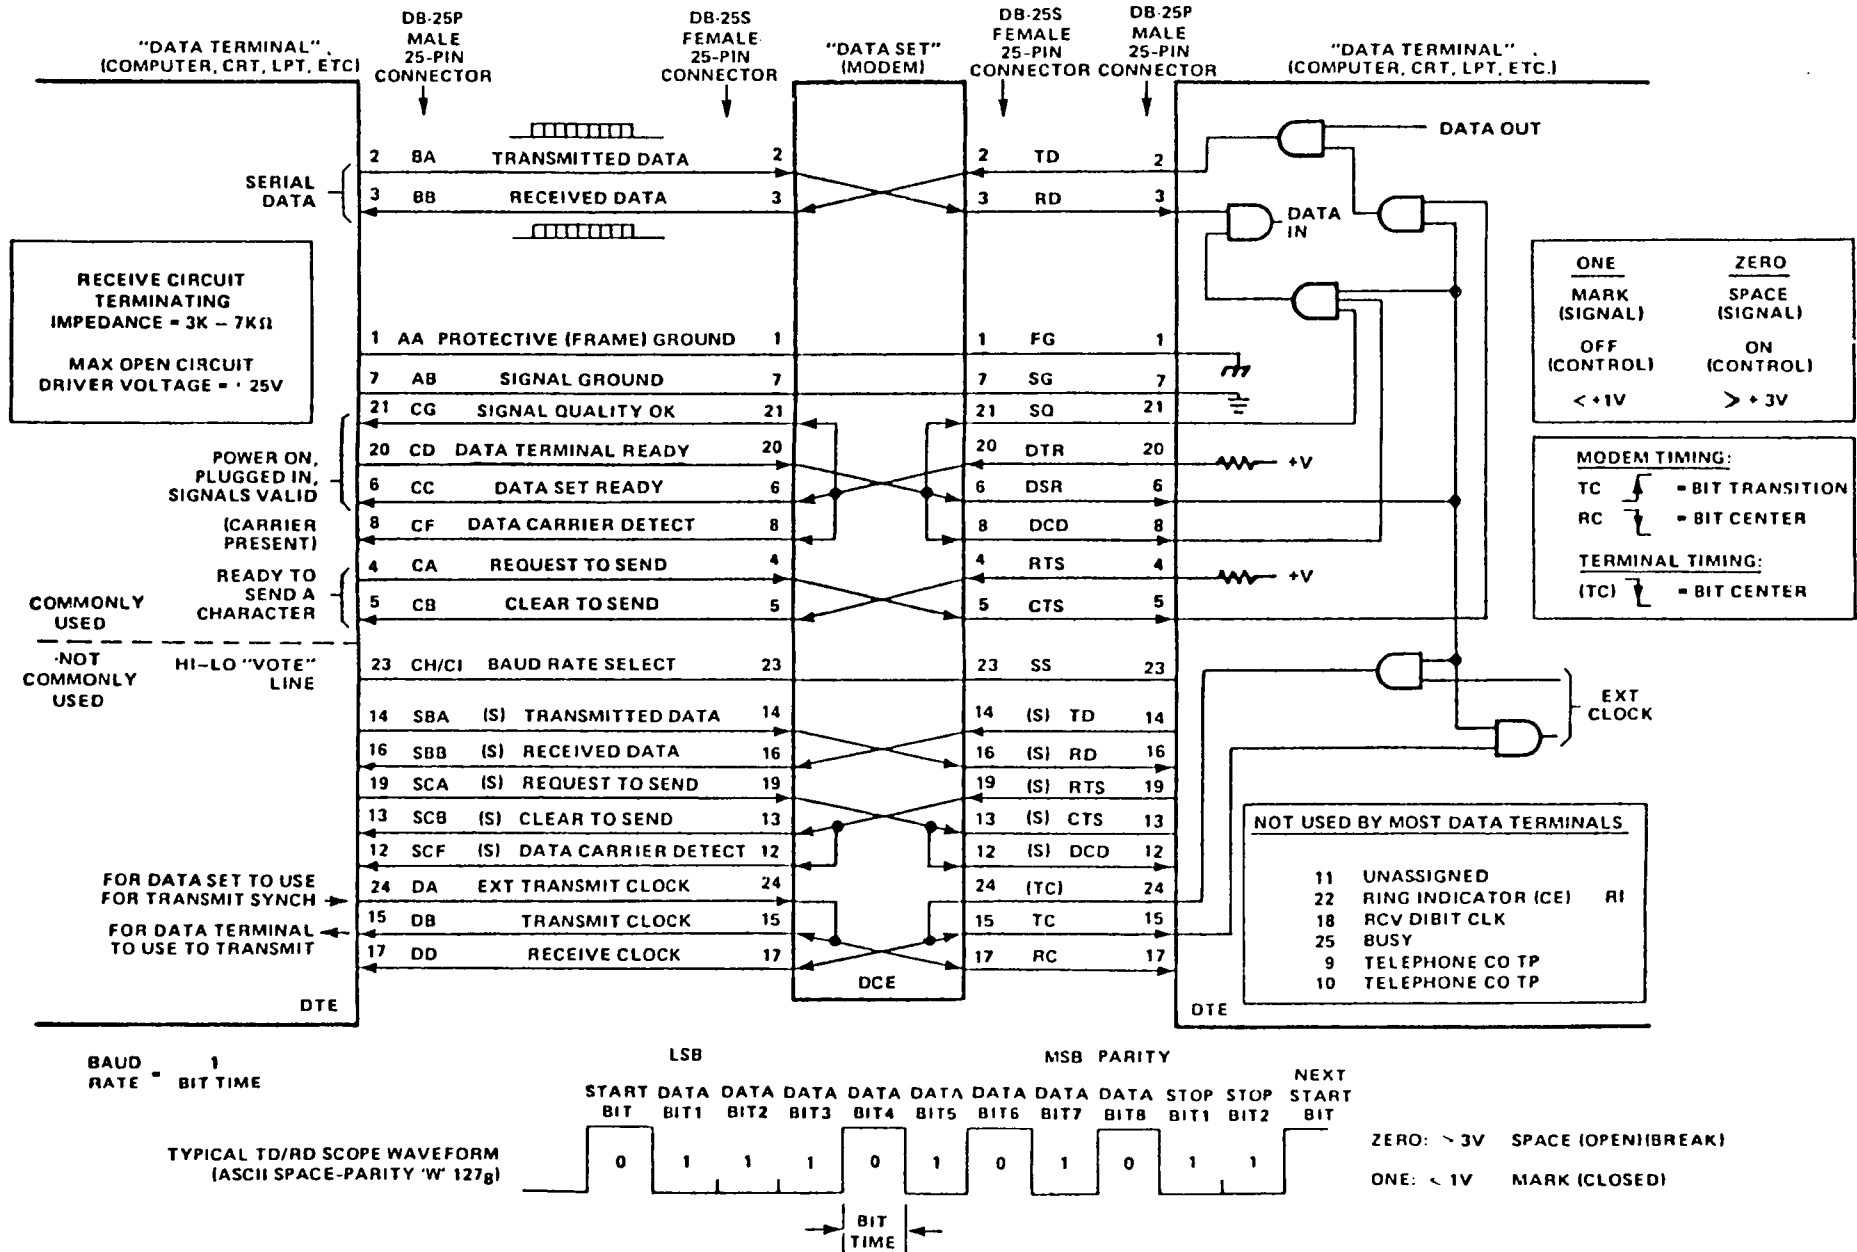 DB-25P
MALE
25-PIN
CONNECTOR
DB-25S
FEMALE
25-PIN
CONNECTOR
DB-25S
FEMALE
25-PIN
CONNECTOR
DB-25P
MALE
25-PIN
CONNECTOR
"DATA TERMINAL"
(COMPUTER, CRT, LPT, ETC)
"DATA SET"
(MODEM)
"DATA TERMINAL"
(COMPUTER, CRT, LPT, ETC.)
SERIAL
DATA
2 BA TRANSMITTED DATA 2
2 TD 2
3 BB RECEIVED DATA 3
3 RD 3
DATA OUT
DATA
IN
RECEIVE CIRCUIT
TERMINATING
IMPEDANCE = 3K – 7KΩ
MAX OPEN CIRCUIT
DRIVER VOLTAGE = 25V
1 AA PROTECTIVE (FRAME) GROUND 1
1 FG 1
7 AB SIGNAL GROUND 7
7 SG 7
21 CG SIGNAL QUALITY OK 21
21 SQ 21
POWER ON,
PLUGGED IN,
SIGNALS VALID
20 CD DATA TERMINAL READY 20
20 DTR 20
+V
6 CC DATA SET READY 6
6 DSR 6
(CARRIER
PRESENT)
8 CF DATA CARRIER DETECT 8
8 DCD 8
READY TO
SEND A
CHARACTER
4 CA REQUEST TO SEND 4
4 RTS 4
+V
5 CB CLEAR TO SEND 5
5 CTS 5
COMMONLY
USED
NOT
COMMONLY
USED
HI–LO "VOTE"
LINE
23 CH/CI BAUD RATE SELECT 23
23 SS 23
14 SBA (S) TRANSMITTED DATA 14
14 (S) TD 14
16 SBB (S) RECEIVED DATA 16
16 (S) RD 16
19 SCA (S) REQUEST TO SEND 19
19 (S) RTS 19
13 SCB (S) CLEAR TO SEND 13
13 (S) CTS 13
12 SCF (S) DATA CARRIER DETECT 12
12 (S) DCD 12
FOR DATA SET TO USE
FOR TRANSMIT SYNCH
24 DA EXT TRANSMIT CLOCK 24
24 (TC) 24
FOR DATA TERMINAL
TO USE TO TRANSMIT
15 DB TRANSMIT CLOCK 15
15 TC 15
17 DD RECEIVE CLOCK 17
17 RC 17
DTE
DCE
DTE
ONE ZERO
MARK SPACE
(SIGNAL) (SIGNAL)
OFF ON
(CONTROL) (CONTROL)
< +1V > + 3V
MODEM TIMING:
TC = BIT TRANSITION
RC = BIT CENTER
TERMINAL TIMING:
(TC) = BIT CENTER
EXT
CLOCK
NOT USED BY MOST DATA TERMINALS
11 UNASSIGNED
22 RING INDICATOR (CE) RI
18 RCV DIBIT CLK
25 BUSY
9 TELEPHONE CO TP
10 TELEPHONE CO TP
BAUD
RATE = 1
BIT TIME
LSB MSB PARITY
START DATA DATA DATA DATA DATA DATA DATA DATA STOP STOP NEXT START
BIT BIT1 BIT2 BIT3 BIT4 BIT5 BIT6 BIT7 BIT8 BIT1 BIT2 BIT
TYPICAL TD/RD SCOPE WAVEFORM
(ASCII SPACE-PARITY 'W' 127₈)
0 1 1 1 0 1 0 1 0 1 1
BIT
TIME
ZERO: > 3V SPACE (OPEN)(BREAK)
ONE: < 1V MARK (CLOSED)